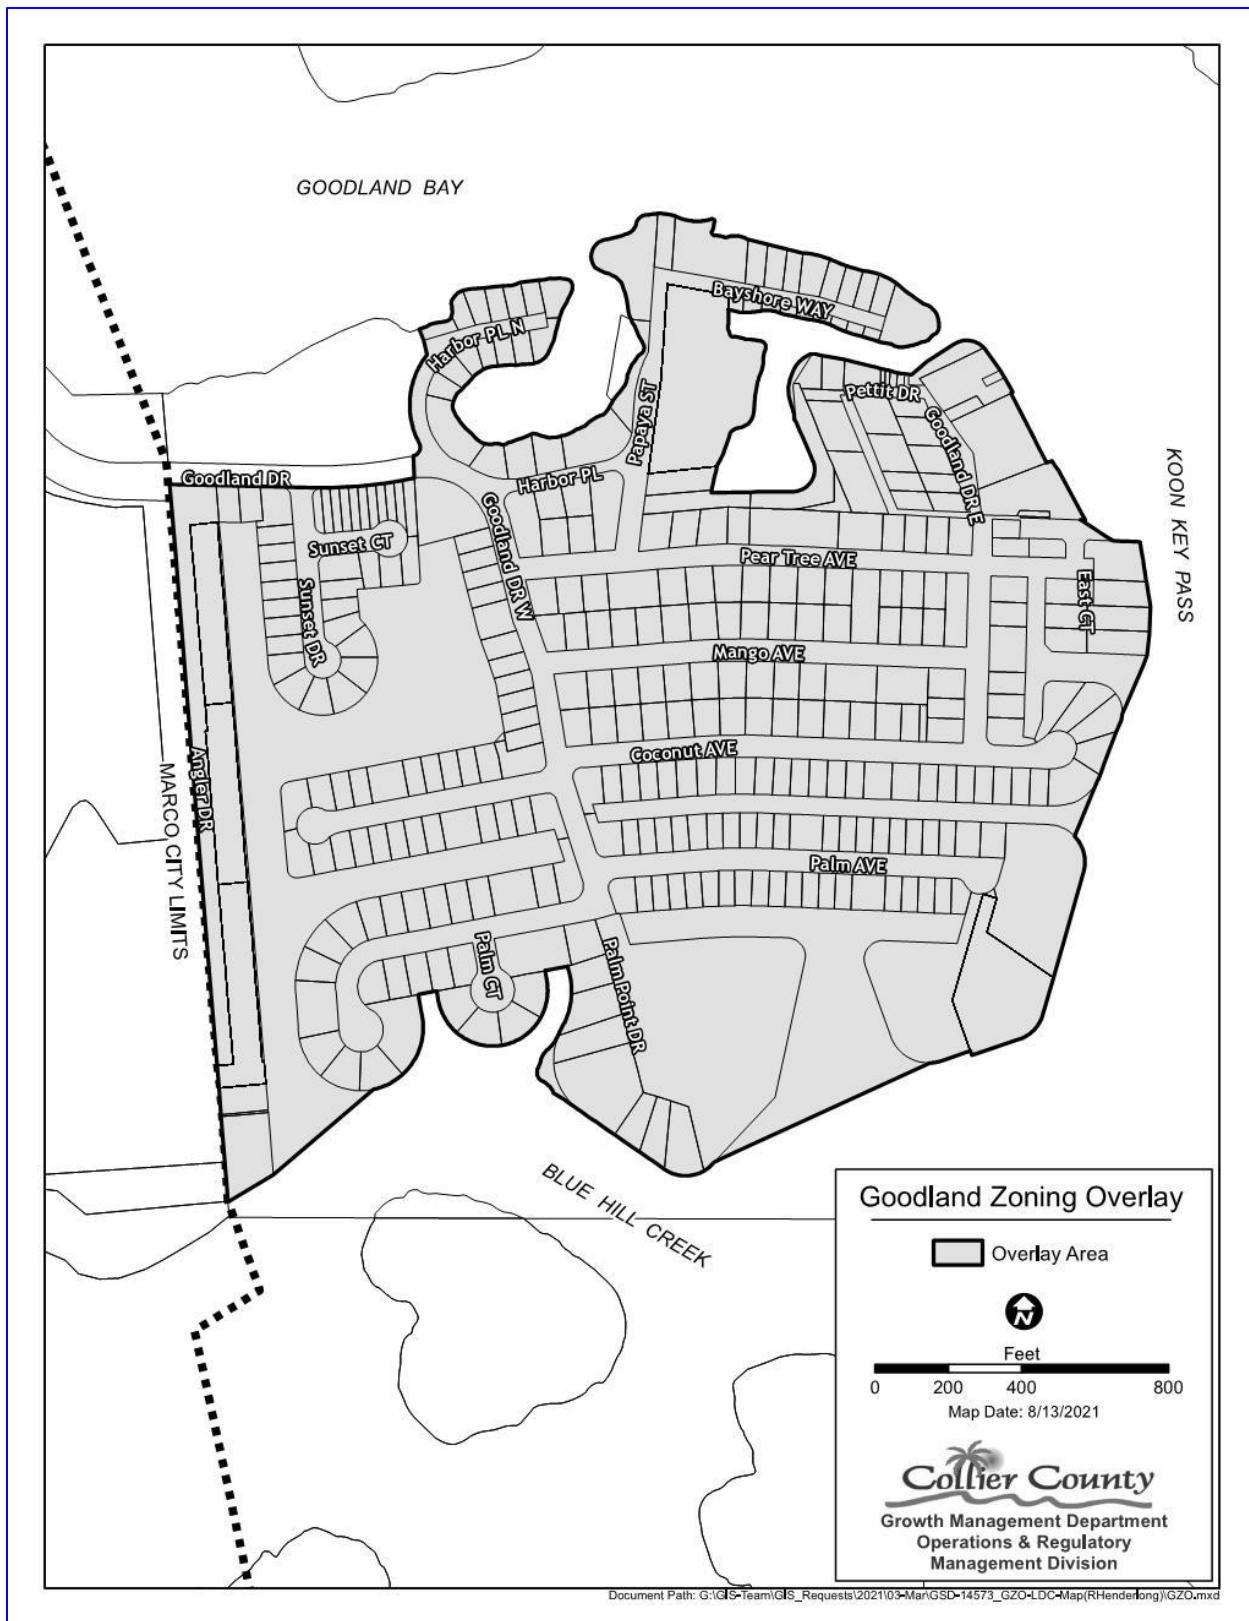 GOODLAND BAY
Bayshore WAY
Harbor PL N
Pettit DR
Papaya ST
Goodland DR E
KOON KEY PASS
Goodland DR
Harbor PL
Goodland DR W
Sunset CT
Pear Tree AVE
East CT
Sunset DR
Mango AVE
Coconut AVE
Angler DR
MARCO CITY LIMITS
Palm AVE
Palm CT
Palm Point DR
BLUE HILL CREEK
Goodland Zoning Overlay
Overlay Area
N
Feet
0 200 400 800
Map Date: 8/13/2021
Collier County
Growth Management Department
Operations & Regulatory
Management Division
Document Path: G:\GIS-Team\GIS_Requests\2021\03-Mar\GSD-14573_GZO-LDC-Map(RHenderlong)\GZO.mxd